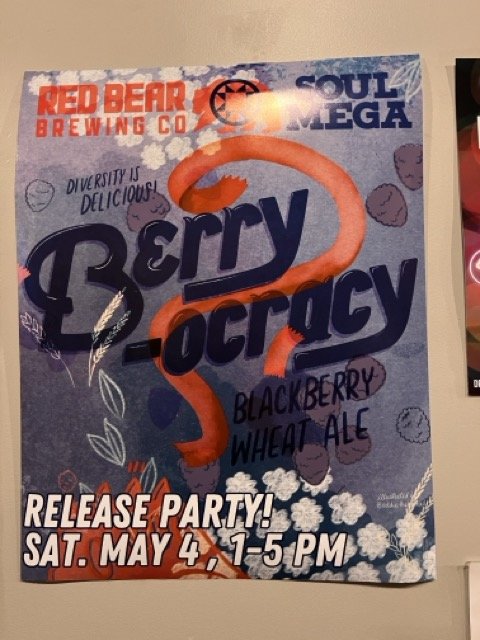 RED BEAR
BREWING CO
SOUL
MEGA
DIVERSITY IS
DELICIOUS!
Berry
-ocracy
BLACKBERRY
WHEAT ALE
Illustrated
RELEASE PARTY!
SAT. MAY 4, 1-5 PM